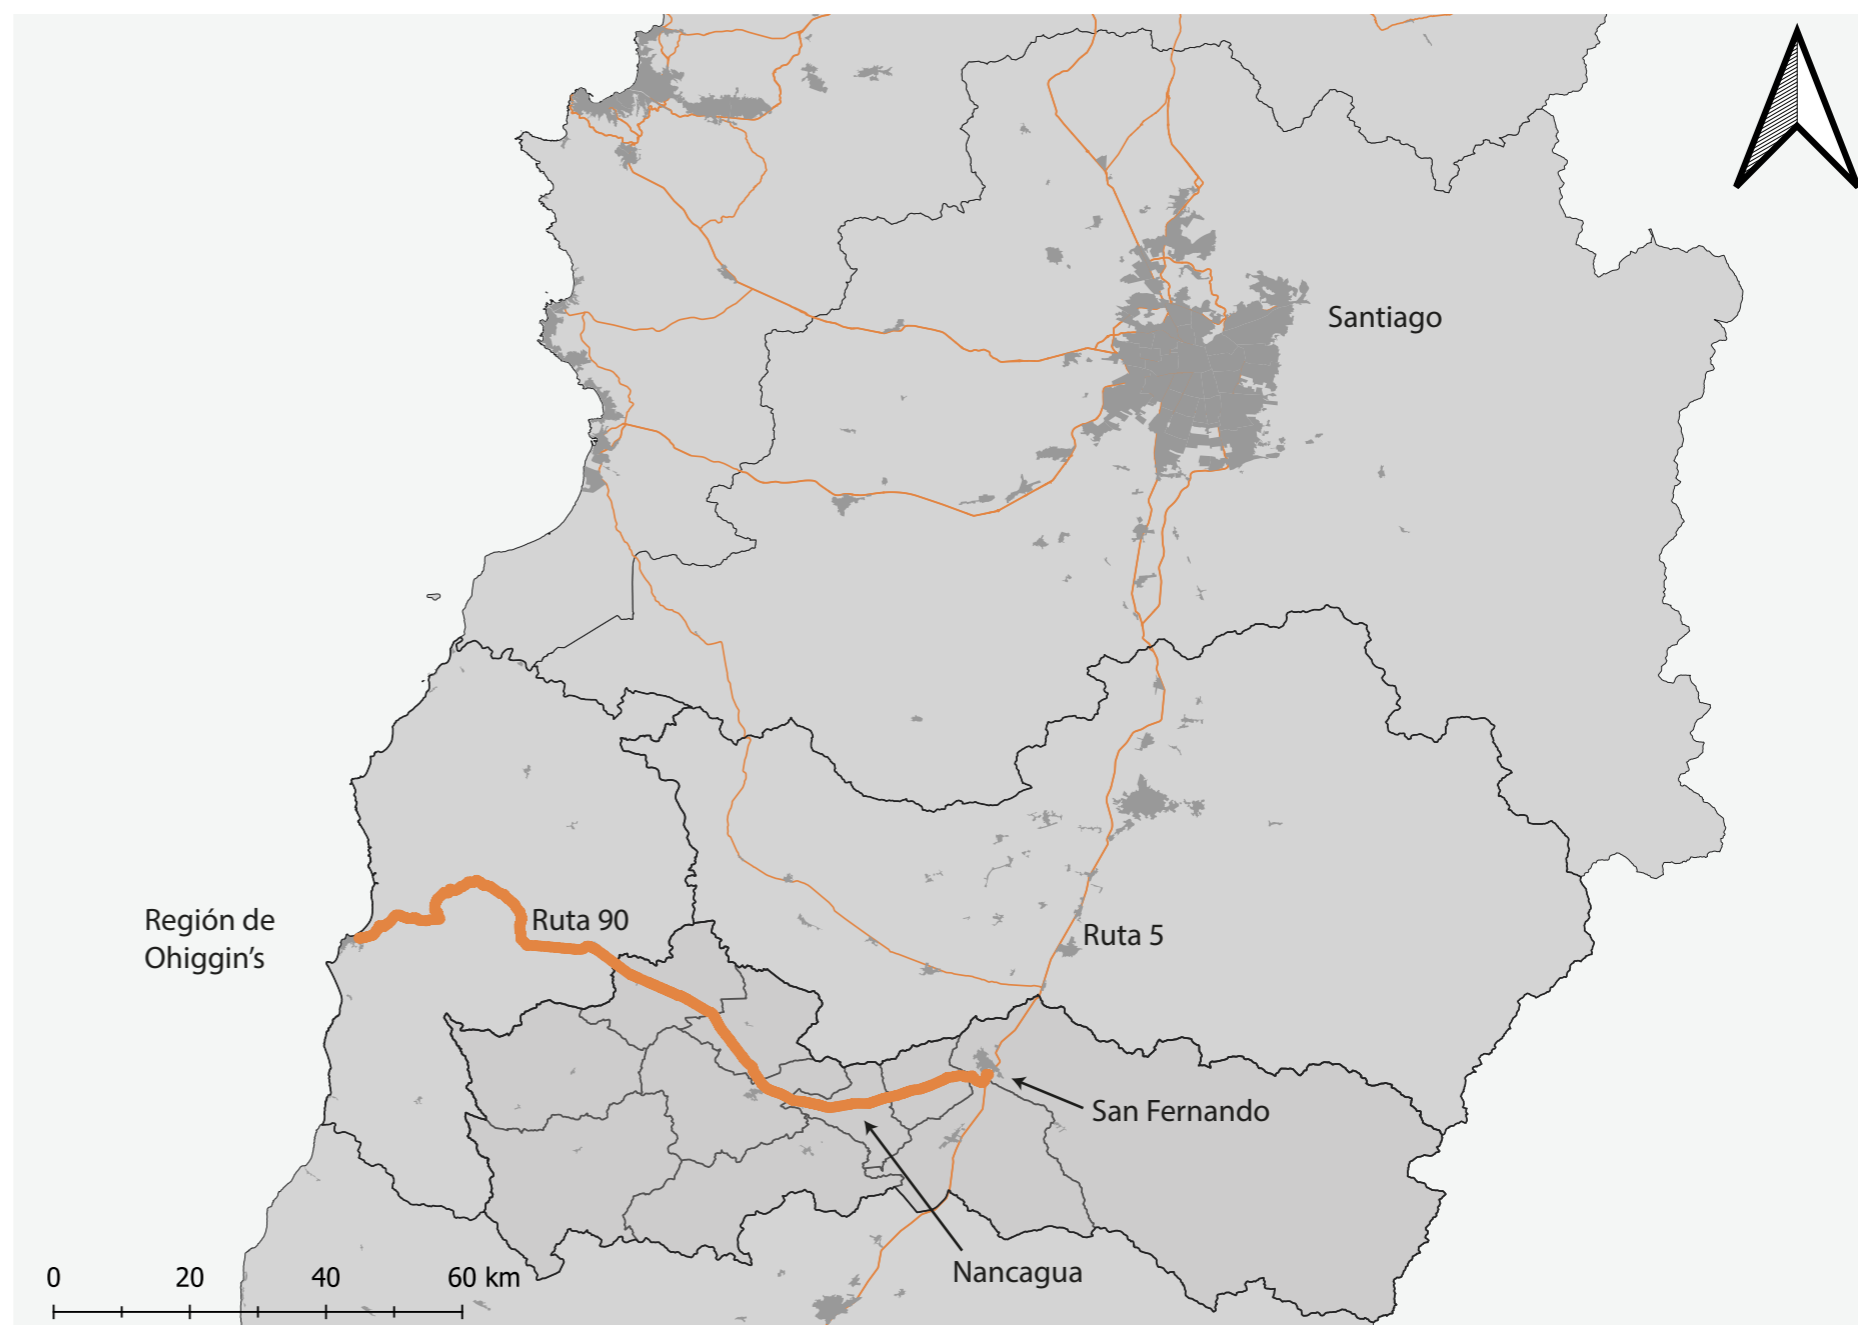 Santiago
Región de
Ohiggin's
Ruta 90
Ruta 5
San Fernando
Nancagua
0 20 40 60 km